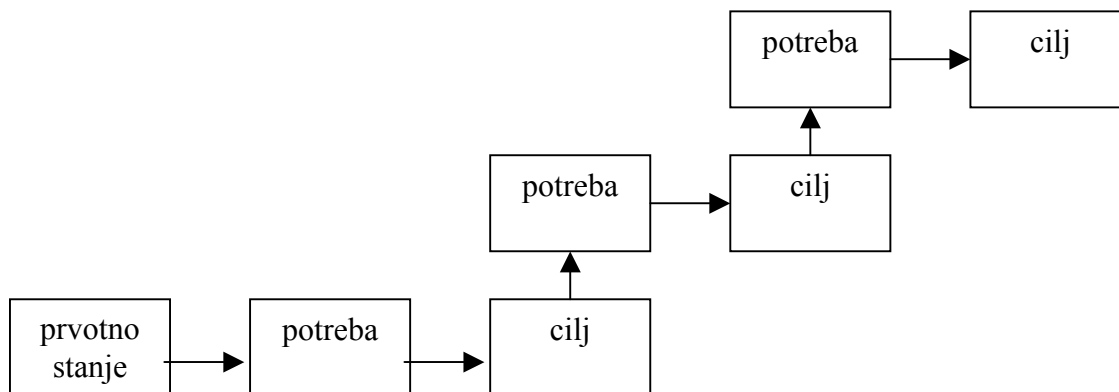 potreba
cilj
potreba
cilj
prvotno
stanje
potreba
cilj